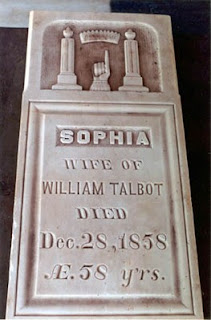 SOPHIA
WIFE OF
WILLIAM TALBOT
DIED
Dec. 28, 1858
Æ. 58 y'rs.